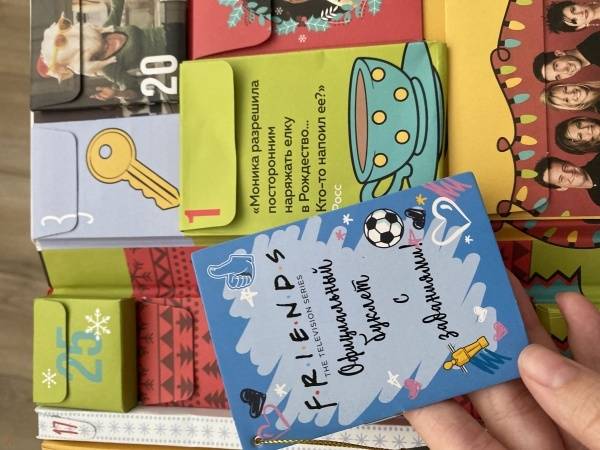 20
3
1
«Моника разрешила
посторонним
наряжать елку
в Рождество...
Кто-то напоил ее?»
Росс
F·R·I·E·N·D·S
THE TELEVISION SERIES
Официальный
буклет
с
заданиями!
25
17